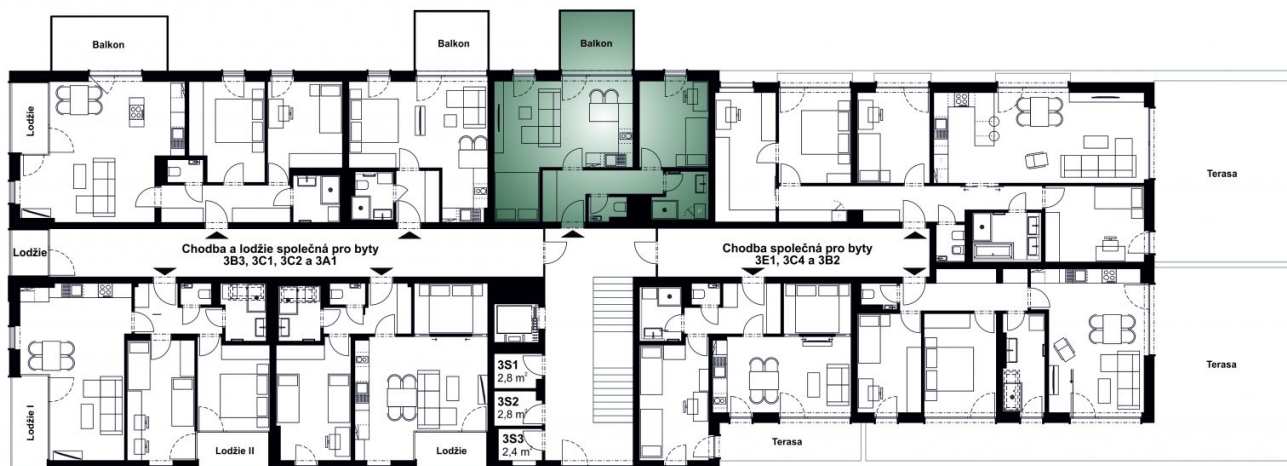 Balkon
Balkon
Balkon
Lodžie
Terasa
Lodžie
Chodba a lodžie společná pro byty
3B3, 3C1, 3C2 a 3A1
Chodba společná pro byty
3E1, 3C4 a 3B2
3S1
2,8 m²
3S2
2,8 m²
3S3
2,4 m²
Terasa
Lodžie I
Lodžie II
Lodžie
Terasa